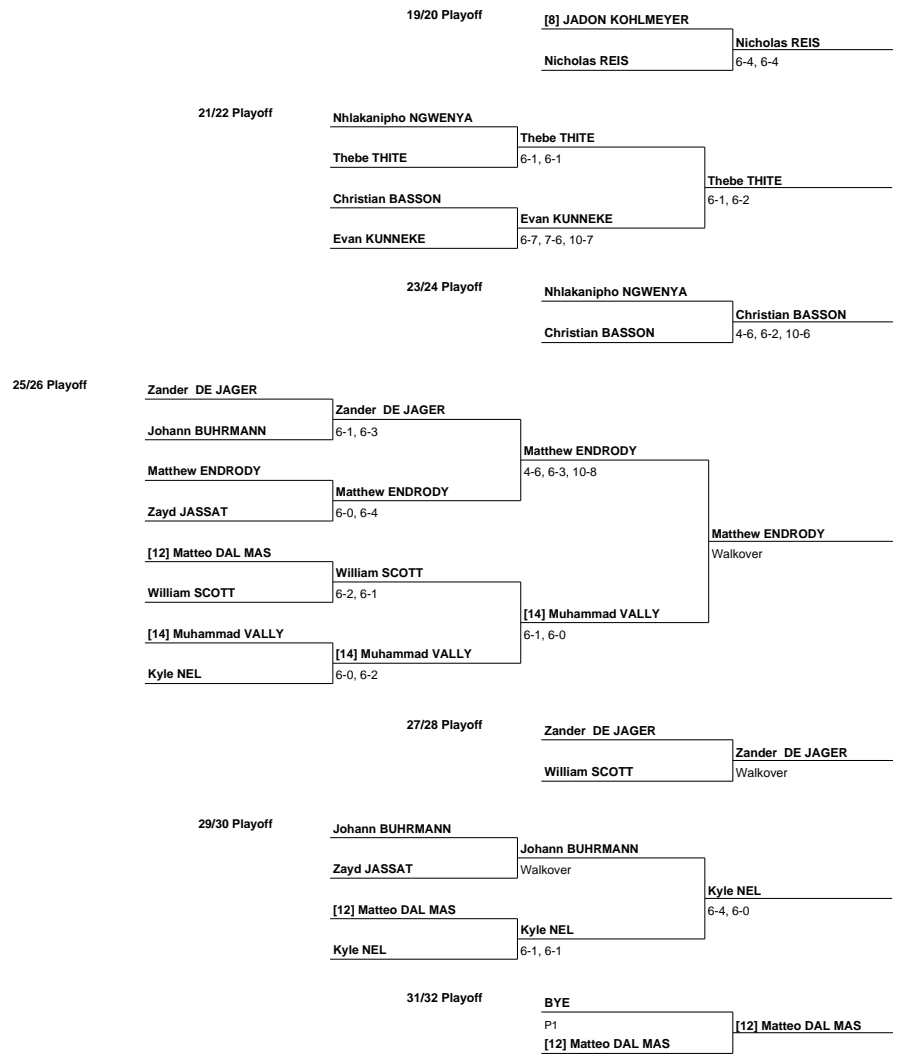 19/20 Playoff
[8] JADON KOHLMEYER
Nicholas REIS
Nicholas REIS
6-4, 6-4
21/22 Playoff
Nhlakanipho NGWENYA
Thebe THITE
Thebe THITE
6-1, 6-1
Thebe THITE
Christian BASSON
6-1, 6-2
Evan KUNNEKE
Evan KUNNEKE
6-7, 7-6, 10-7
23/24 Playoff
Nhlakanipho NGWENYA
Christian BASSON
Christian BASSON
4-6, 6-2, 10-6
25/26 Playoff
Zander DE JAGER
Zander DE JAGER
Johann BUHRMANN
6-1, 6-3
Matthew ENDRODY
Matthew ENDRODY
4-6, 6-3, 10-8
Matthew ENDRODY
Zayd JASSAT
6-0, 6-4
Matthew ENDRODY
[12] Matteo DAL MAS
Walkover
William SCOTT
William SCOTT
6-2, 6-1
[14] Muhammad VALLY
[14] Muhammad VALLY
6-1, 6-0
[14] Muhammad VALLY
Kyle NEL
6-0, 6-2
27/28 Playoff
Zander DE JAGER
Zander DE JAGER
William SCOTT
Walkover
29/30 Playoff
Johann BUHRMANN
Johann BUHRMANN
Zayd JASSAT
Walkover
Kyle NEL
[12] Matteo DAL MAS
6-4, 6-0
Kyle NEL
Kyle NEL
6-1, 6-1
31/32 Playoff
BYE
P1
[12] Matteo DAL MAS
[12] Matteo DAL MAS